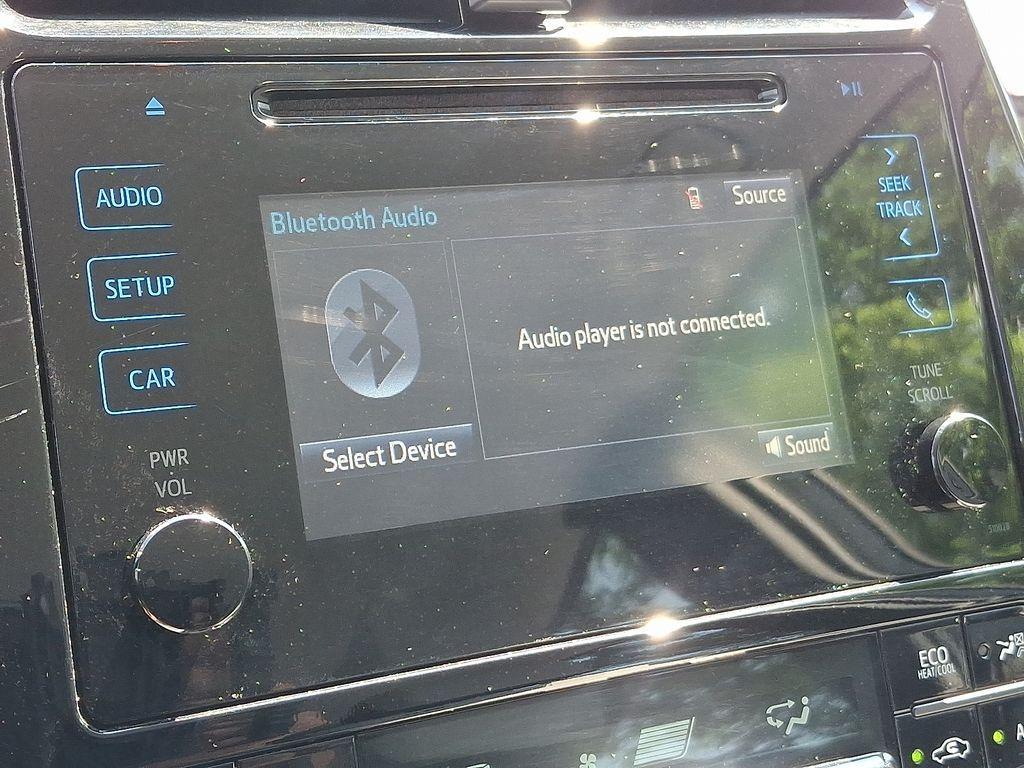 AUDIO
SETUP
CAR
PWR
VOL
Bluetooth Audio
Source
Audio player is not connected.
Select Device
Sound
SEEK
TRACK
TUNE
SCROLL
ECO
HEAT/COOL